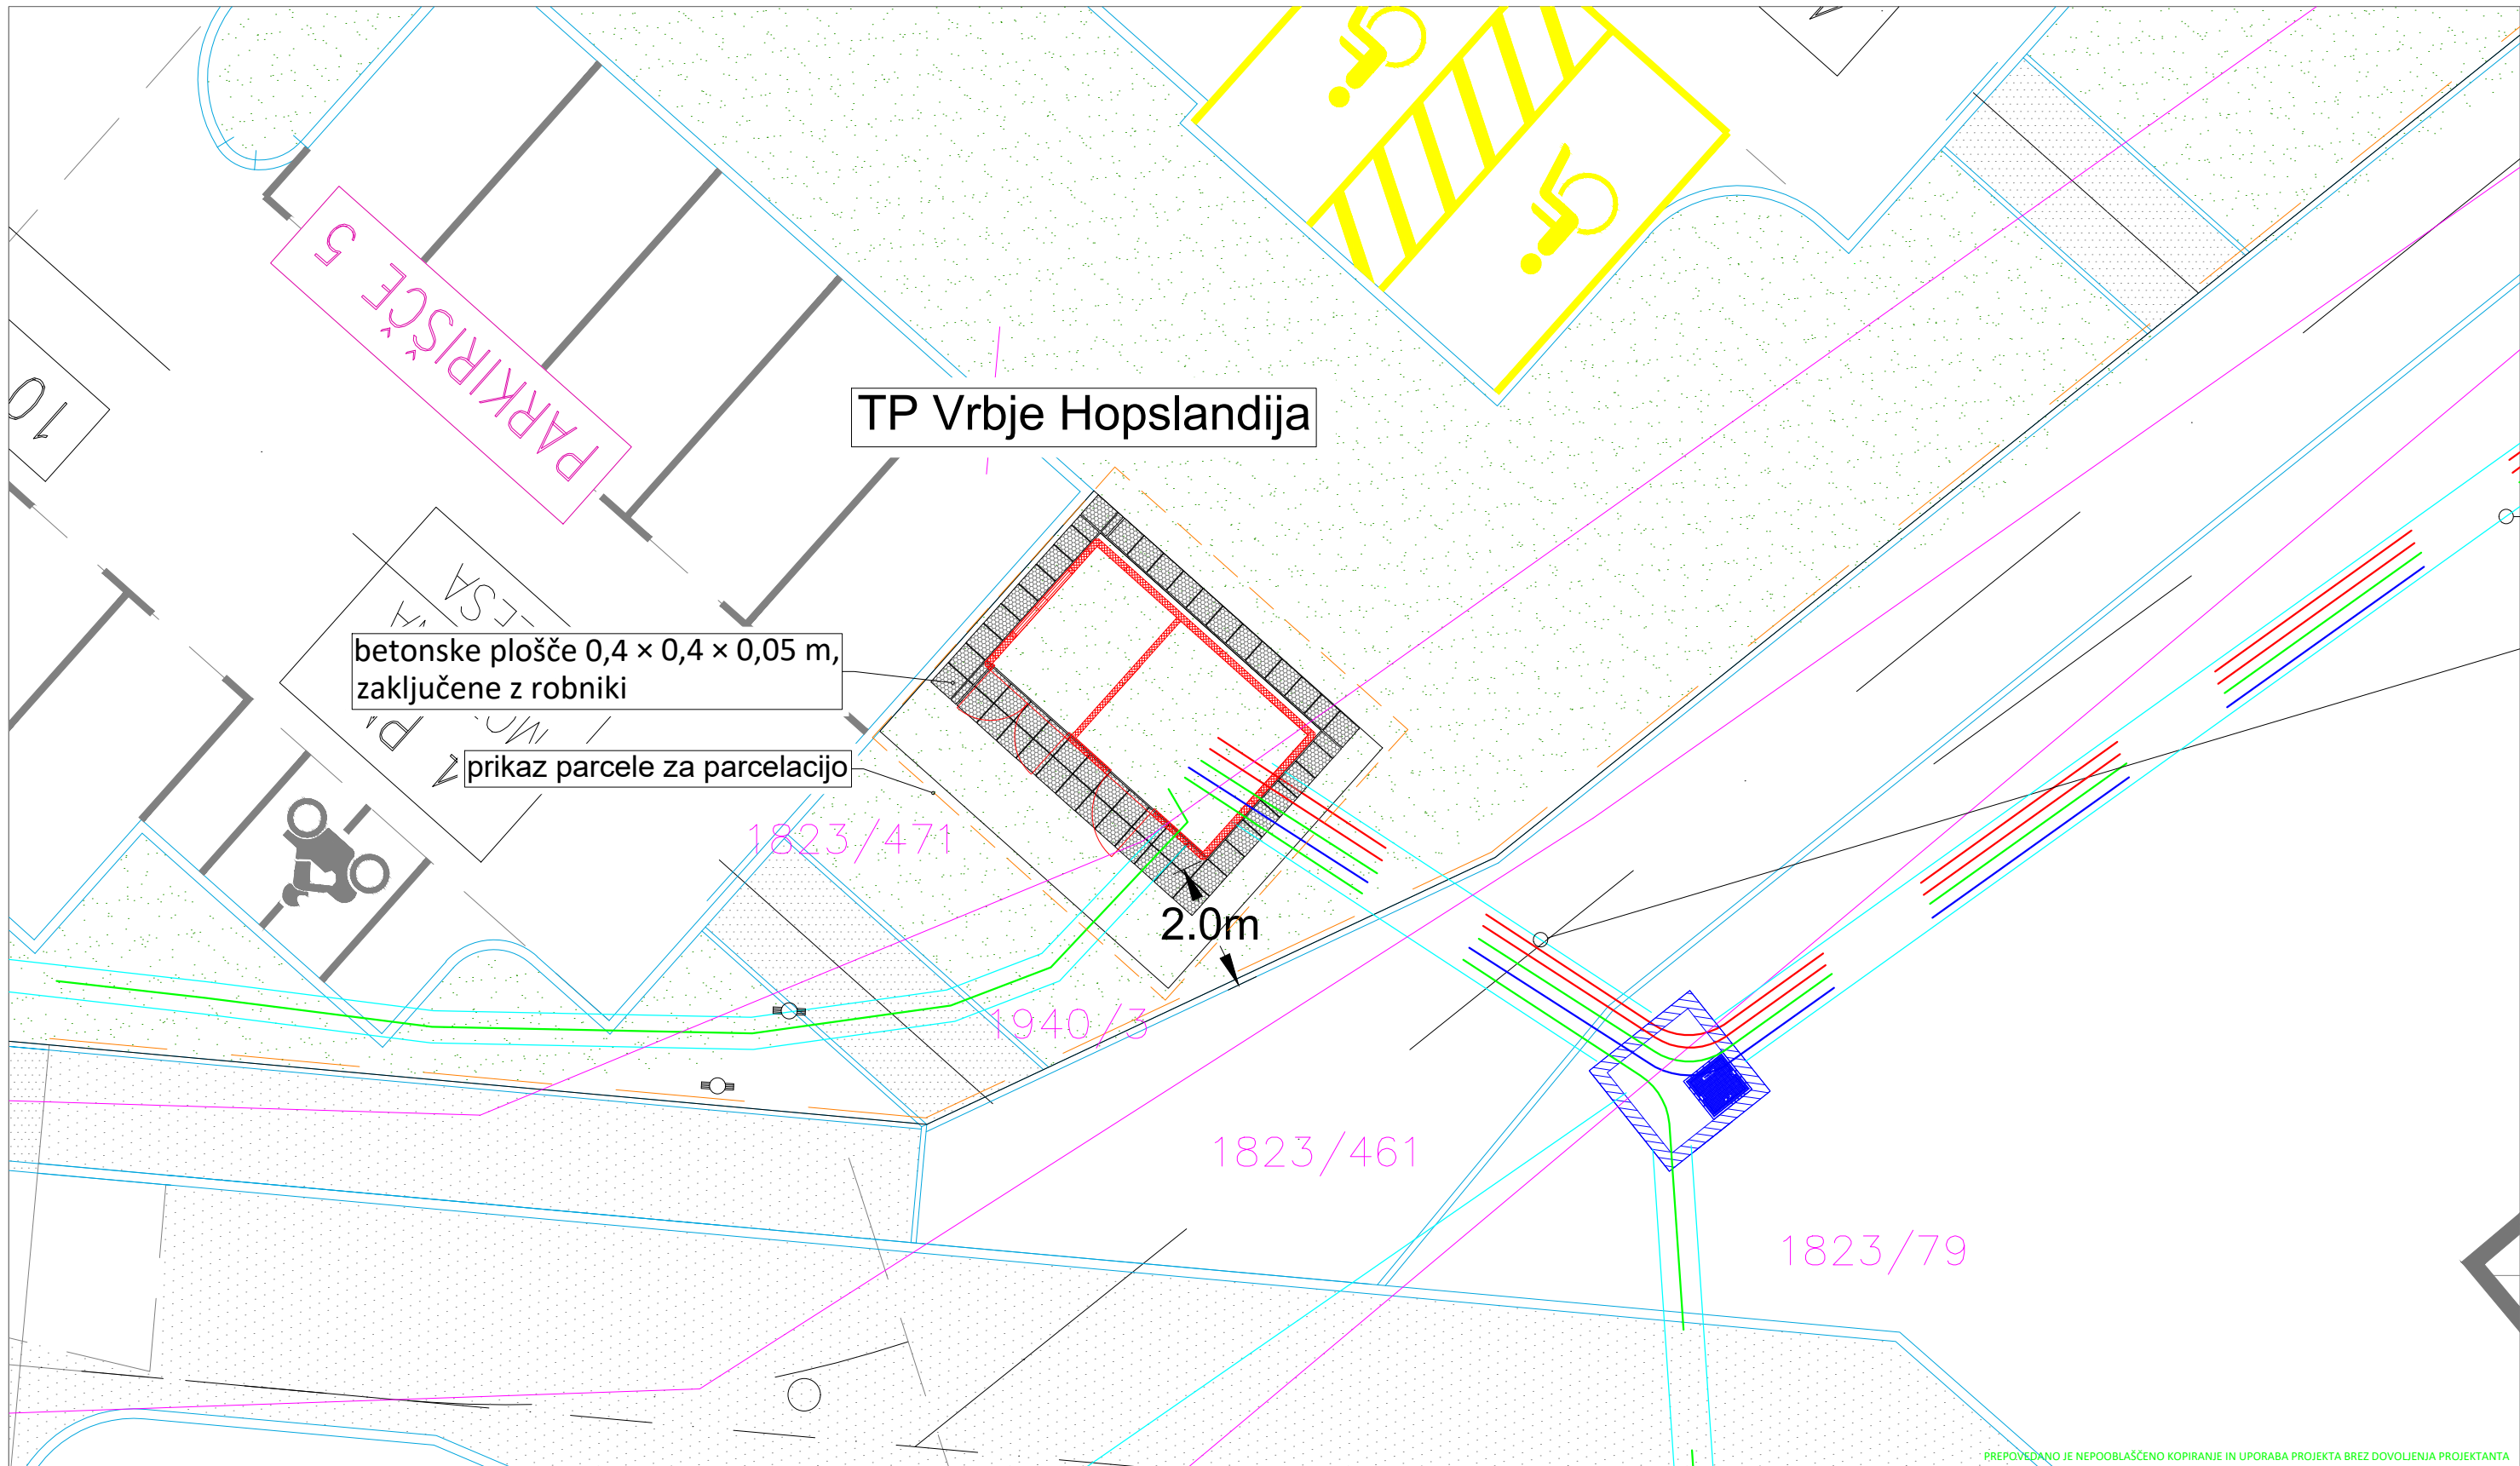 PARKIRIŠČE 5
10
TP Vrbje Hopslandija
betonske plošče 0,4 × 0,4 × 0,05 m,
zaključene z robniki
prikaz parcele za parcelacijo
1823/471
2.0m
1940/3
1823/461
1823/79
PREPOVEDANO JE NEPOOBLAŠČENO KOPIRANJE IN UPORABA PROJEKTA BREZ DOVOLJENJA PROJEKTANTA